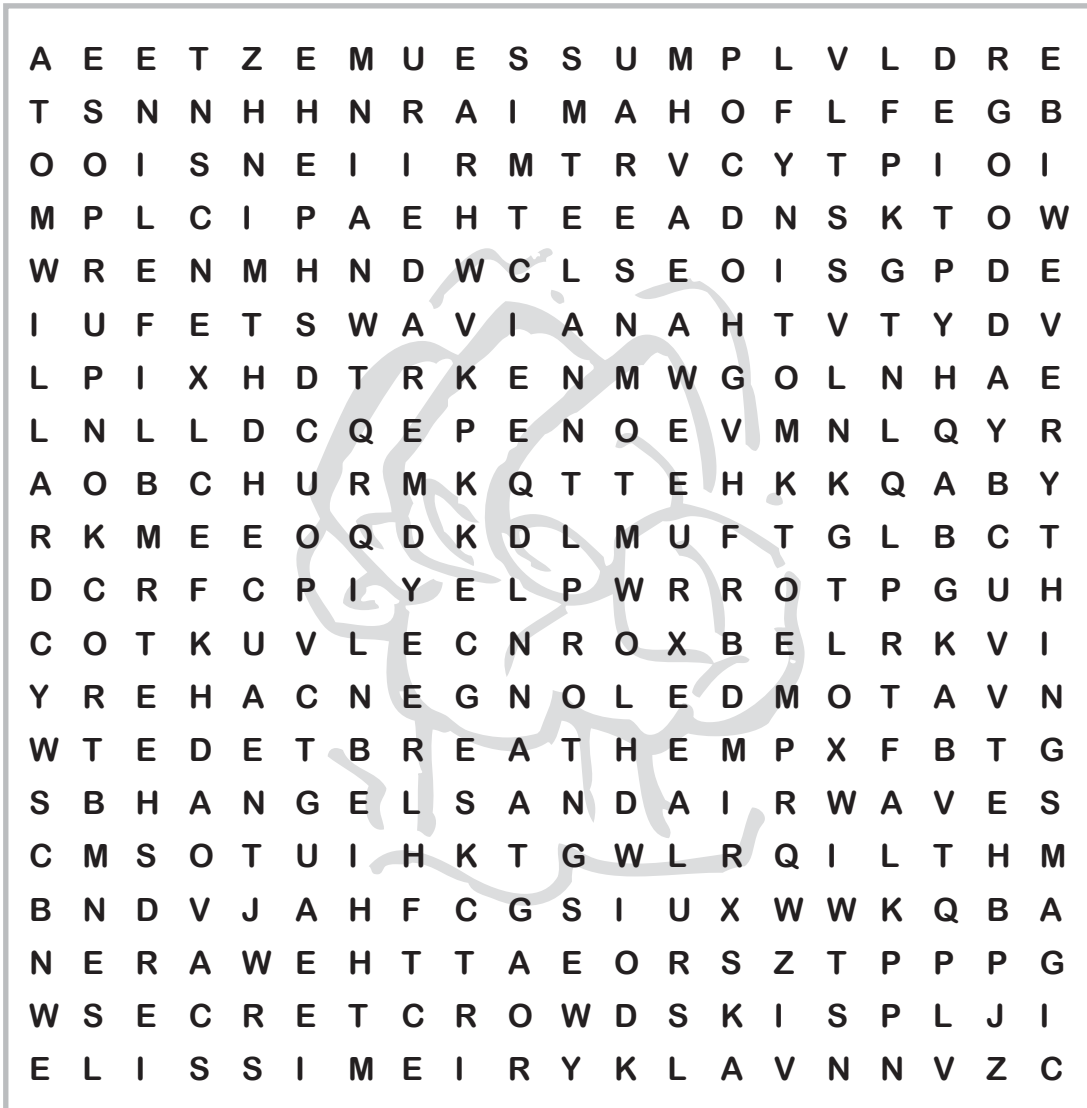 A E E T Z E M U E S S U M P L V L D R E
T S N N H H N R A I M A H O F L F E G B
O O I S N E I I R M T R V C Y T P I O I
M P L C I P A E H T E E A D N S K T O W
W R E N M H N D W C L S E O I S G P D E
I U F E T S W A V I A N A H T V T Y D V
L P I X H D T R K E N M W G O L N H A E
L N L L D C Q E P E N O E V M N L Q Y R
A O B C H U R M K Q T T E H K K Q A B Y
R K M E E O Q D K D L M U F T G L B C T
D C R F C P I Y E L P W R R O T P G U H
C O T K U V L E C N R O X B E L R K V I
Y R E H A C N E G N O L E D M O T A V N
W T E D E T B R E A T H E M P X F B T G
S B H A N G E L S A N D A I R W A V E S
C M S O T U I H K T G W L R Q I L T H M
B N D V J A H F C G S I U X W W K Q B A
N E R A W E H T T A E O R S Z T P P P G
W S E C R E T C R O W D S K I S P L J I
E L I S S I M E I R Y K L A V N N V Z C